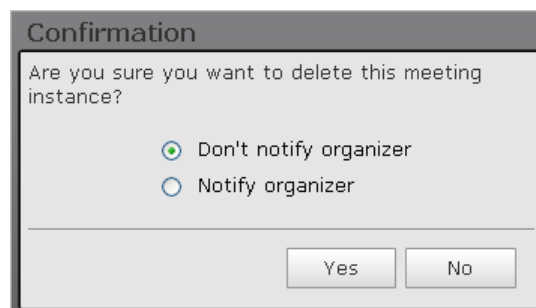 Confirmation
Are you sure you want to delete this meeting
instance?
Don't notify organizer
Notify organizer
Yes
No